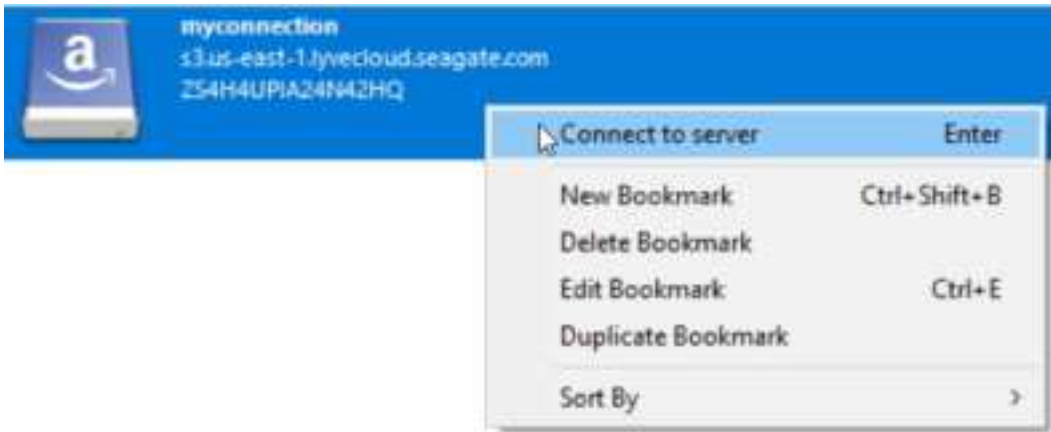 a
myconnection
s3.us-east-1.lyvecloud.seagate.com
ZS4H4UPIA24N42HQ
Connect to server Enter
New Bookmark Ctrl+Shift+B
Delete Bookmark
Edit Bookmark Ctrl+E
Duplicate Bookmark
Sort By